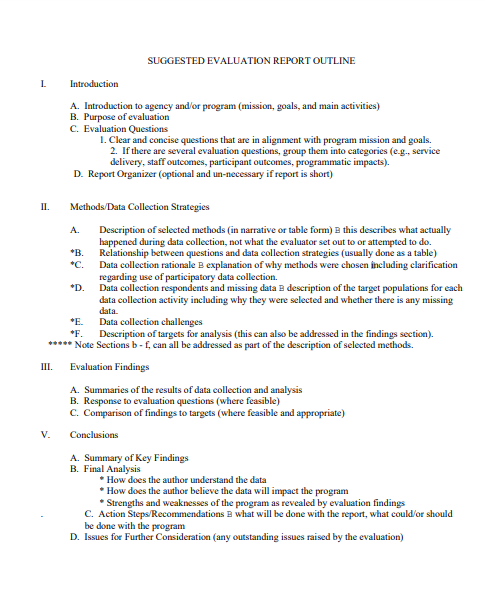 SUGGESTED EVALUATION REPORT OUTLINE
I. Introduction
A. Introduction to agency and/or program (mission, goals, and main activities)
B. Purpose of evaluation
C. Evaluation Questions
1. Clear and concise questions that are in alignment with program mission and goals.
2. If there are several evaluation questions, group them into categories (e.g., service
delivery, staff outcomes, participant outcomes, programmatic impacts).
D. Report Organizer (optional and un-necessary if report is short)
II. Methods/Data Collection Strategies
A. Description of selected methods (in narrative or table form) B this describes what actually
happened during data collection, not what the evaluator set out to or attempted to do.
*B. Relationship between questions and data collection strategies (usually done as a table)
*C. Data collection rationale B explanation of why methods were chosen including clarification
regarding use of participatory data collection.
*D. Data collection respondents and missing data B description of the target populations for each
data collection activity including why they were selected and whether there is any missing
data.
*E. Data collection challenges
*F. Description of targets for analysis (this can also be addressed in the findings section).
***** Note Sections b - f, can all be addressed as part of the description of selected methods.
III. Evaluation Findings
A. Summaries of the results of data collection and analysis
B. Response to evaluation questions (where feasible)
C. Comparison of findings to targets (where feasible and appropriate)
V. Conclusions
A. Summary of Key Findings
B. Final Analysis
* How does the author understand the data
* How does the author believe the data will impact the program
* Strengths and weaknesses of the program as revealed by evaluation findings
. C. Action Steps/Recommendations B what will be done with the report, what could/or should
be done with the program
D. Issues for Further Consideration (any outstanding issues raised by the evaluation)